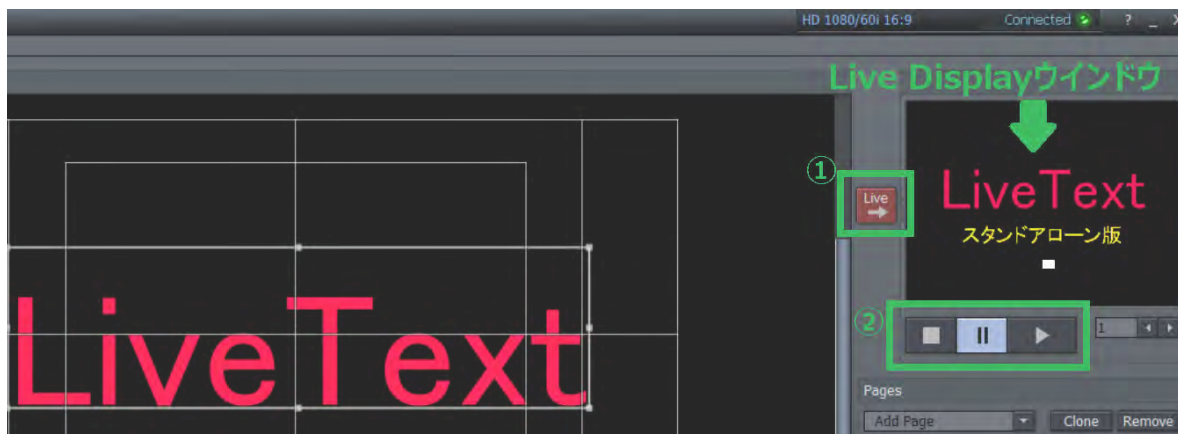 HD 1080/60i 16:9 Connected ? _ X
Live Displayウインドウ
①
Live
LiveText
スタンドアローン版
LiveText
②
1
Pages
Add Page Clone Remove